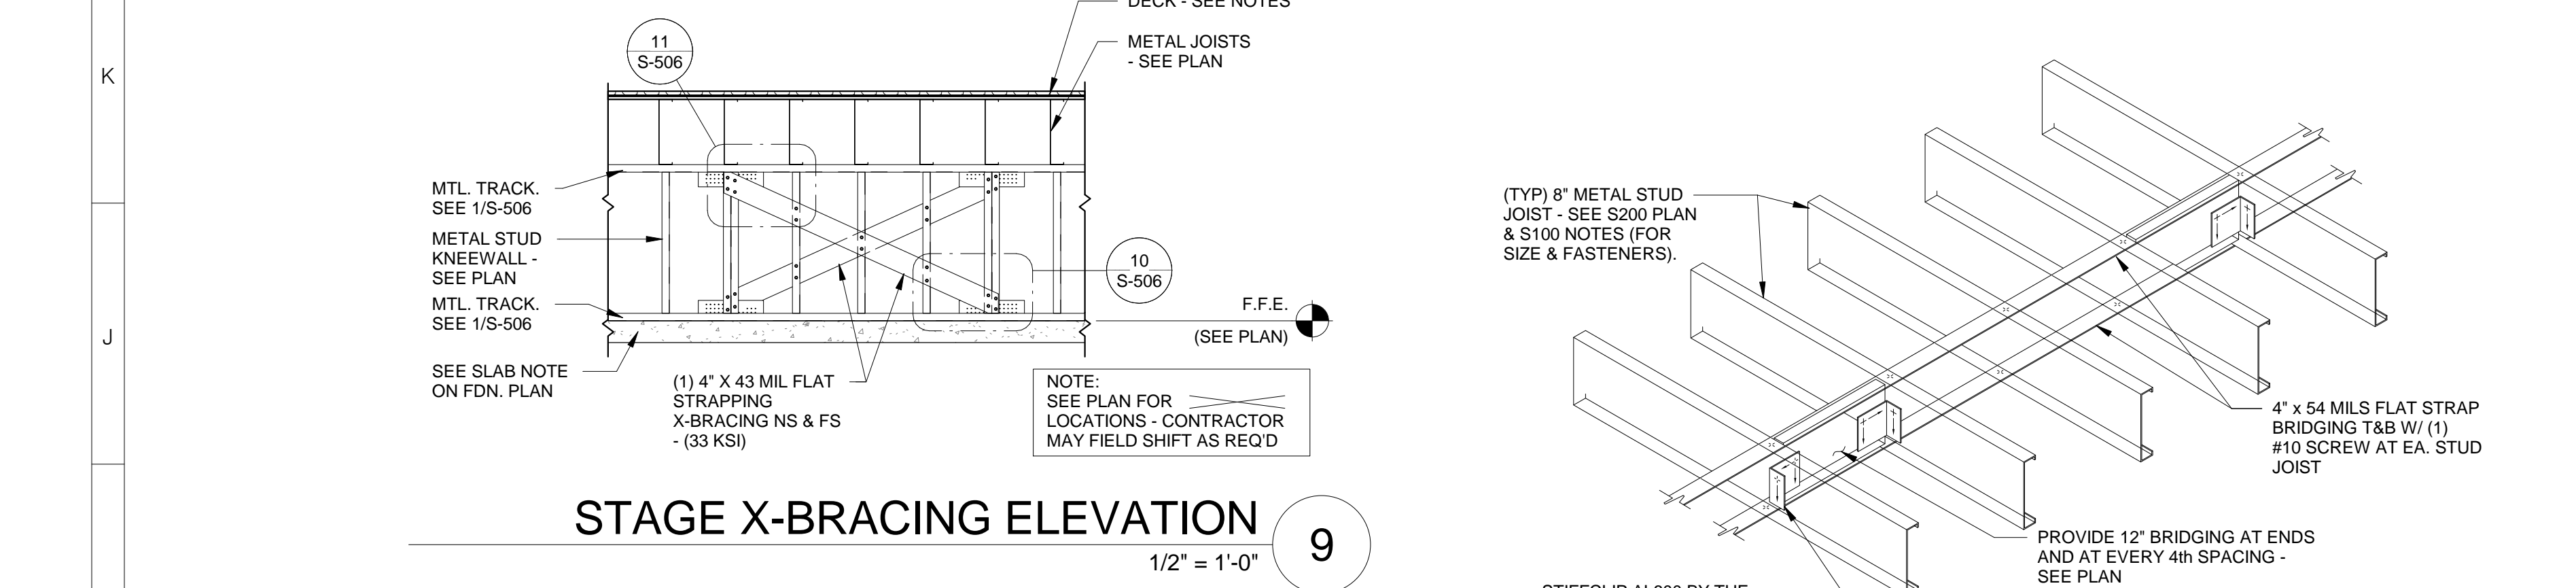 K
J
11
S-506
DECK - SEE NOTES
METAL JOISTS
- SEE PLAN
MTL. TRACK.
SEE 1/S-506
METAL STUD
KNEEWALL -
SEE PLAN
MTL. TRACK.
SEE 1/S-506
SEE SLAB NOTE
ON FDN. PLAN
10
S-506
F.F.E.
(SEE PLAN)
(1) 4" X 43 MIL FLAT
STRAPPING
X-BRACING NS & FS
- (33 KSI)
NOTE:
SEE PLAN FOR
LOCATIONS - CONTRACTOR
MAY FIELD SHIFT AS REQ'D
STAGE X-BRACING ELEVATION
1/2" = 1'-0"
9
(TYP) 8" METAL STUD
JOIST - SEE S200 PLAN
& S100 NOTES (FOR
SIZE & FASTENERS).
4" x 54 MILS FLAT STRAP
BRIDGING T&B W/ (1)
#10 SCREW AT EA. STUD
JOIST
PROVIDE 12" BRIDGING AT ENDS
AND AT EVERY 4th SPACING -
SEE PLAN
BY THE